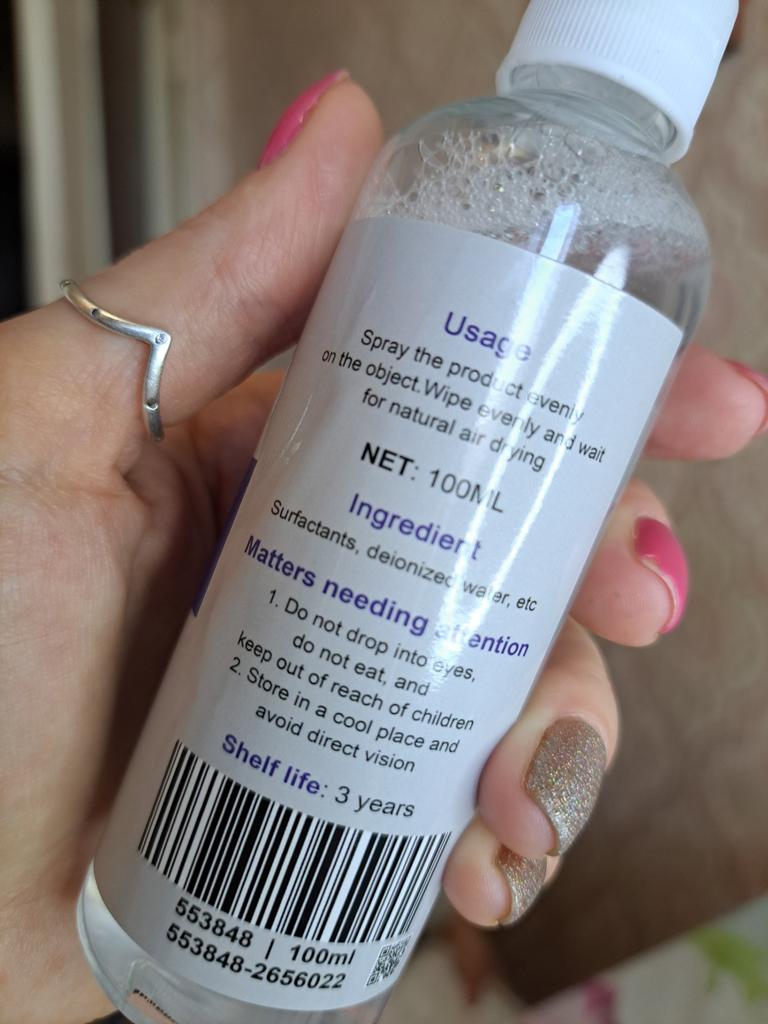 Usage
Spray the product evenly
on the object.Wipe evenly and wait
for natural air drying
NET: 100ML
Ingredient
Surfactants, deionized water, etc
Matters needing attention
1. Do not drop into eyes,
do not eat, and
keep out of reach of children
2. Store in a cool place and
avoid direct vision
Shelf life: 3 years
553848 | 100ml
553848-2656022